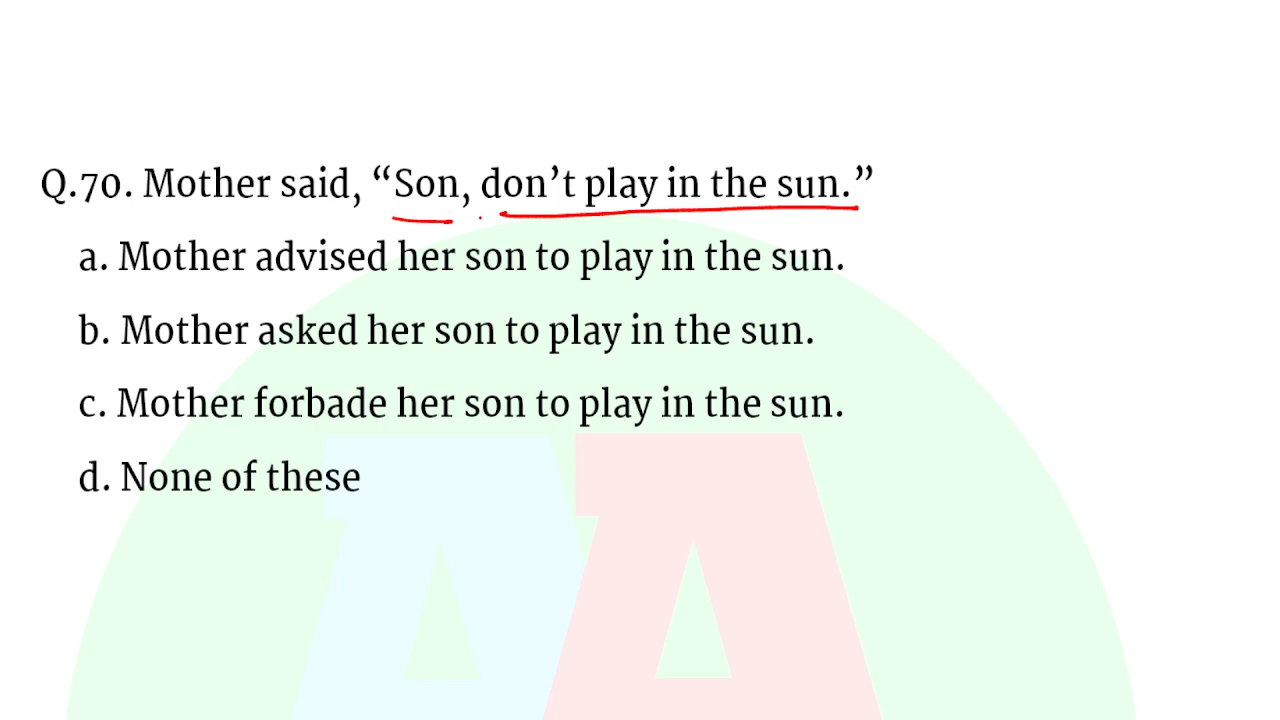 Q.70. Mother said, “Son, don’t play in the sun.”
a. Mother advised her son to play in the sun.
b. Mother asked her son to play in the sun.
c. Mother forbade her son to play in the sun.
d. None of these